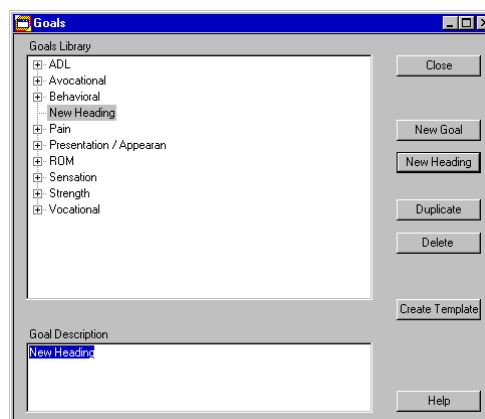 Goals
Goals Library
ADL
Avocational
Behavioral
New Heading
Pain
Presentation / Appearan
ROM
Sensation
Strength
Vocational
Close
New Goal
New Heading
Duplicate
Delete
Create Template
Goal Description
New Heading
Help